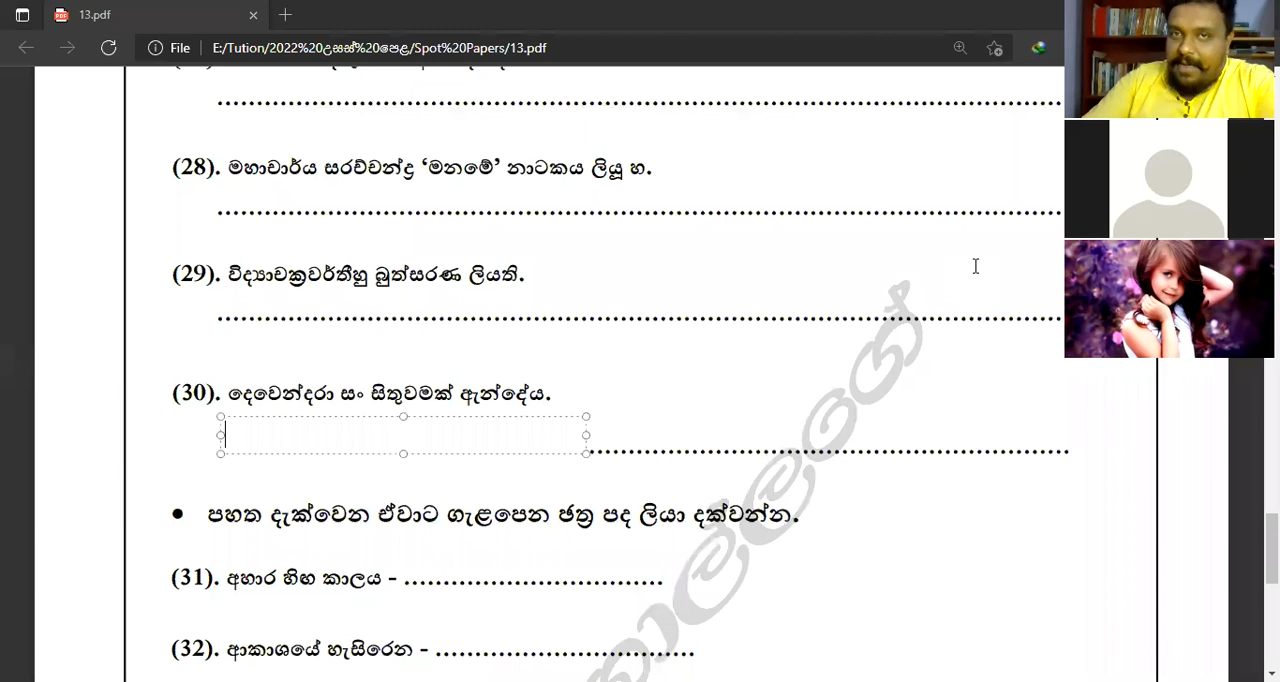 13.pdf
File E:/Tution/2022%20උසස්%20පෙළ/Spot%20Papers/13.pdf
(28). මහාචාර්ය සරච්චන්ද්‍ර ‘මනමේ’ නාටකය ලියූ හ.
(29). විද්‍යාචක්‍රවර්තීහු බුත්සරණ ලියති.
(30). දෙවෙන්දරා සං සිතුවමක් ඇන්දේය.
• පහත දැක්වෙන ඒවාට ගැළපෙන ඡත්‍ර පද ලියා දක්වන්න.
(31). අහාර හිඟ කාලය - ................................
(32). ආකාශයේ හැසිරෙන - ................................